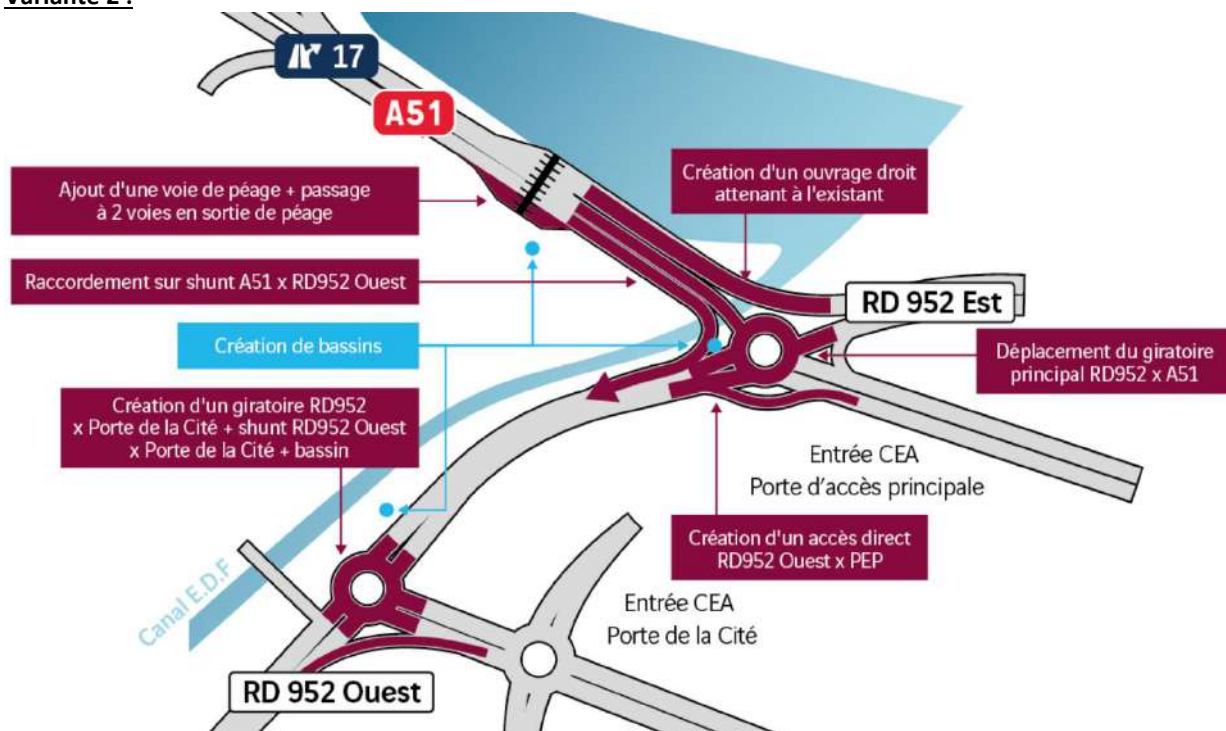 Variante 2 :
17
A51
Ajout d'une voie de péage + passage
à 2 voies en sortie de péage
Création d'un ouvrage droit
attenant à l'existant
Raccordement sur shunt A51 x RD952 Ouest
RD 952 Est
Création de bassins
Déplacement du giratoire
principal RD952 x A51
Création d'un giratoire RD952
x Porte de la Cité + shunt RD952 Ouest
x Porte de la Cité + bassin
Entrée CEA
Porte d'accès principale
Création d'un accès direct
RD952 Ouest x PEP
Canal E.D.F
Entrée CEA
Porte de la Cité
RD 952 Ouest